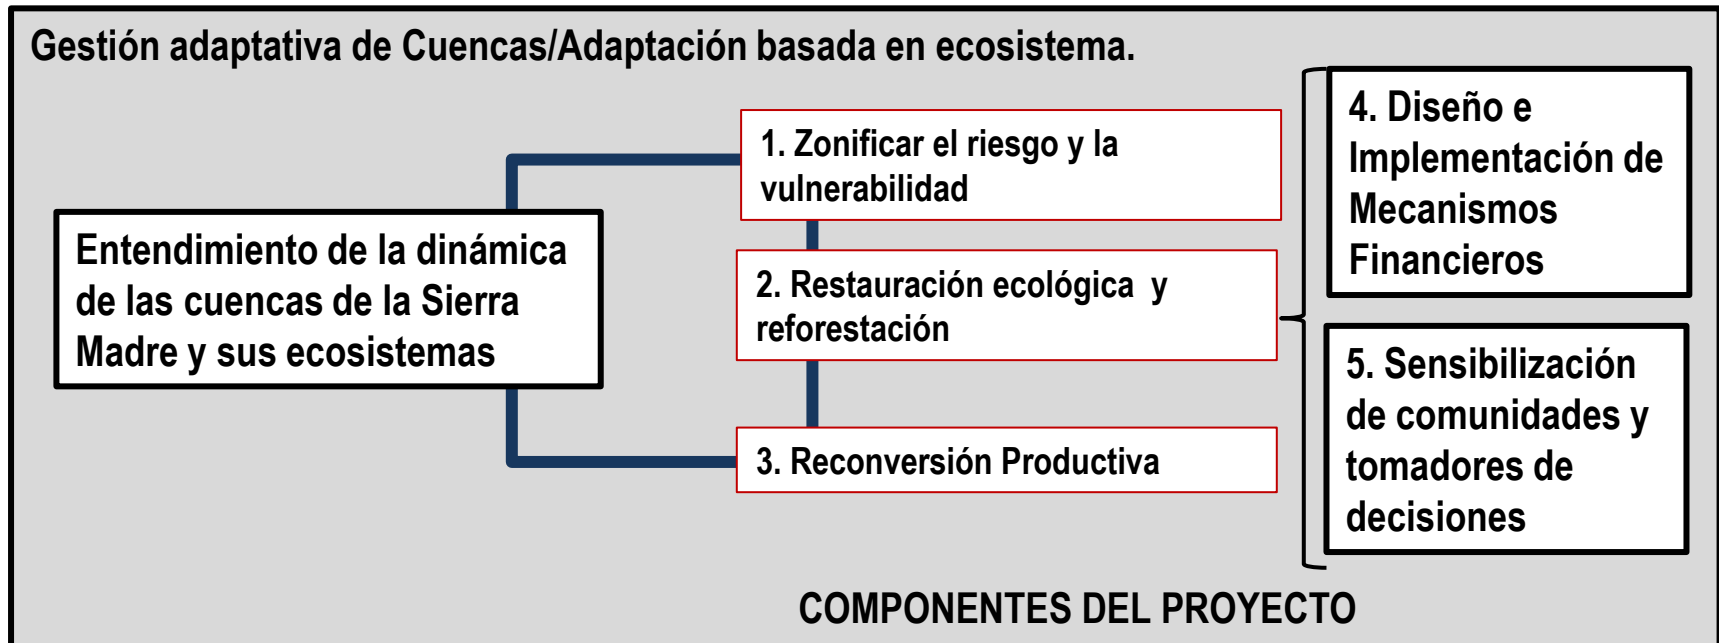 Gestión adaptativa de Cuencas/Adaptación basada en ecosistema.
Entendimiento de la dinámica
de las cuencas de la Sierra
Madre y sus ecosistemas
1. Zonificar el riesgo y la
vulnerabilidad
2. Restauración ecológica y
reforestación
3. Reconversión Productiva
4. Diseño e
Implementación de
Mecanismos
Financieros
5. Sensibilización
de comunidades y
tomadores de
decisiones
COMPONENTES DEL PROYECTO